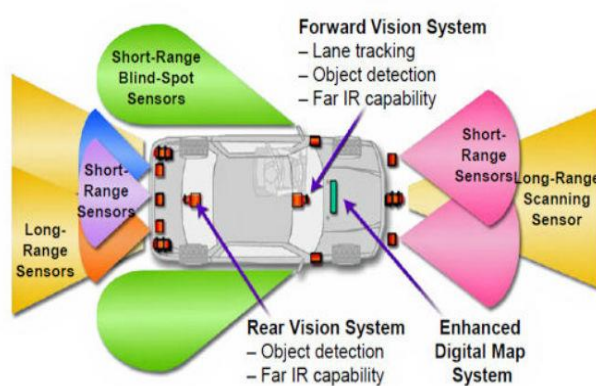 Forward Vision System
– Lane tracking
– Object detection
– Far IR capability
Short-Range
Blind-Spot
Sensors
Short-
Range
Sensors
Long-
Range
Sensors
Short-
Range
Sensors
Long-Range
Scanning
Sensor
Rear Vision System
– Object detection
– Far IR capability
Enhanced
Digital Map
System